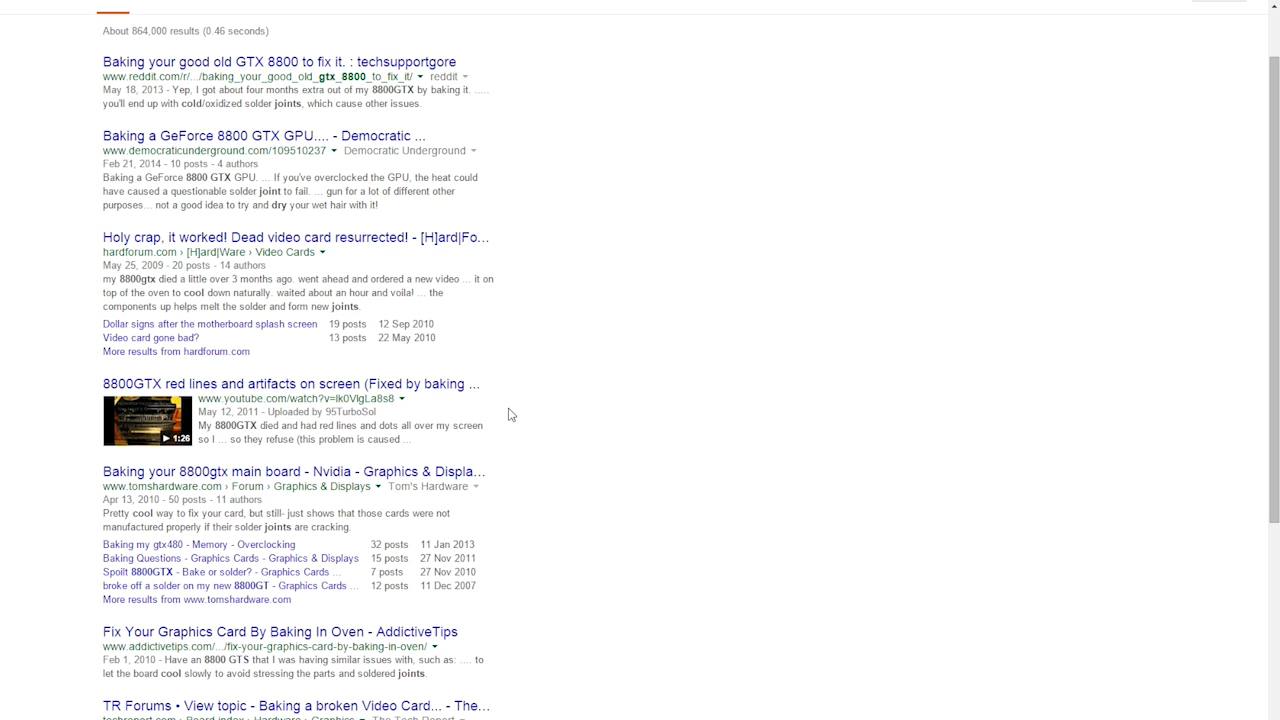 About 864,000 results (0.46 seconds)
Baking your good old GTX 8800 to fix it. : techsupportgore
www.reddit.com/r/.../baking_your_good_old_gtx_8800_to_fix_it/ reddit
May 18, 2013 - Yep, I got about four months extra out of my 8800GTX by baking it. .....
you'll end up with cold/oxidized solder joints, which cause other issues.
Baking a GeForce 8800 GTX GPU.... - Democratic ...
www.democraticunderground.com/109510237 Democratic Underground
Feb 21, 2014 - 10 posts - 4 authors
Baking a GeForce 8800 GTX GPU. ... If you've overclocked the GPU, the heat could
have caused a questionable solder joint to fail. ... gun for a lot of different other
purposes... not a good idea to try and dry your wet hair with it!
Holy crap, it worked! Dead video card resurrected! - [H]ard|Fo...
hardforum.com › [H]ard|Ware › Video Cards
May 25, 2009 - 20 posts - 14 authors
my 8800gtx died a little over 3 months ago. went ahead and ordered a new video ... it on
top of the oven to cool down naturally. waited about an hour and voila! ... the
components up helps melt the solder and form new joints.
Dollar signs after the motherboard splash screen 19 posts 12 Sep 2010
Video card gone bad? 13 posts 22 May 2010
More results from hardforum.com
8800GTX red lines and artifacts on screen (Fixed by baking ...
www.youtube.com/watch?v=lk0VlgLa8s8
May 12, 2011 - Uploaded by 95TurboSol
My 8800GTX died and had red lines and dots all over my screen
so I ... so they refuse (this problem is caused ...
1:26
Baking your 8800gtx main board - Nvidia - Graphics & Displa...
www.tomshardware.com › Forum › Graphics & Displays Tom's Hardware
Apr 13, 2010 - 50 posts - 11 authors
Pretty cool way to fix your card, but still- just shows that those cards were not
manufactured properly if their solder joints are cracking.
Baking my gtx480 - Memory - Overclocking 32 posts 11 Jan 2013
Baking Questions - Graphics Cards - Graphics & Displays 15 posts 27 Nov 2011
Spoilt 8800GTX - Bake or solder? - Graphics Cards ... 7 posts 27 Nov 2010
broke off a solder on my new 8800GT - Graphics Cards ... 12 posts 11 Dec 2007
More results from www.tomshardware.com
Fix Your Graphics Card By Baking In Oven - AddictiveTips
www.addictivetips.com/.../fix-your-graphics-card-by-baking-in-oven/
Feb 1, 2010 - Have an 8800 GTS that I was having similar issues with, such as: .... to
let the board cool slowly to avoid stressing the parts and soldered joints.
TR Forums • View topic - Baking a broken Video Card... - The...
techreport.com › Board index › Hardware › Graphics The Tech Report